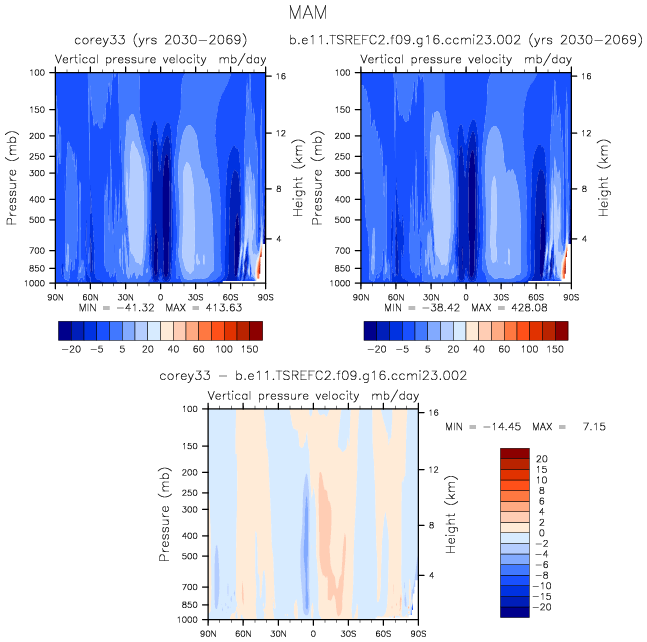 MAM
corey33 (yrs 2030−2069)
b.e11.TSREFC2.f09.g16.ccmi23.002 (yrs 2030−2069)
Vertical pressure velocity mb/day
Vertical pressure velocity mb/day
100
150
200
250
300
400
500
700
850
1000
Pressure (mb)
16
12
8
4
Height (km)
90N 60N 30N 0 30S 60S 90S
MIN = −41.32 MAX = 413.63
−20 −5 5 20 40 60 100 150
100
150
200
250
300
400
500
700
850
1000
Pressure (mb)
16
12
8
4
Height (km)
90N 60N 30N 0 30S 60S 90S
MIN = −38.42 MAX = 428.08
−20 −5 5 20 40 60 100 150
corey33 − b.e11.TSREFC2.f09.g16.ccmi23.002
Vertical pressure velocity mb/day
100
150
200
250
300
400
500
700
850
1000
Pressure (mb)
16
12
8
4
Height (km)
90N 60N 30N 0 30S 60S 90S
MIN = −14.45 MAX = 7.15
20
15
10
8
6
4
2
0
−2
−4
−6
−8
−10
−15
−20